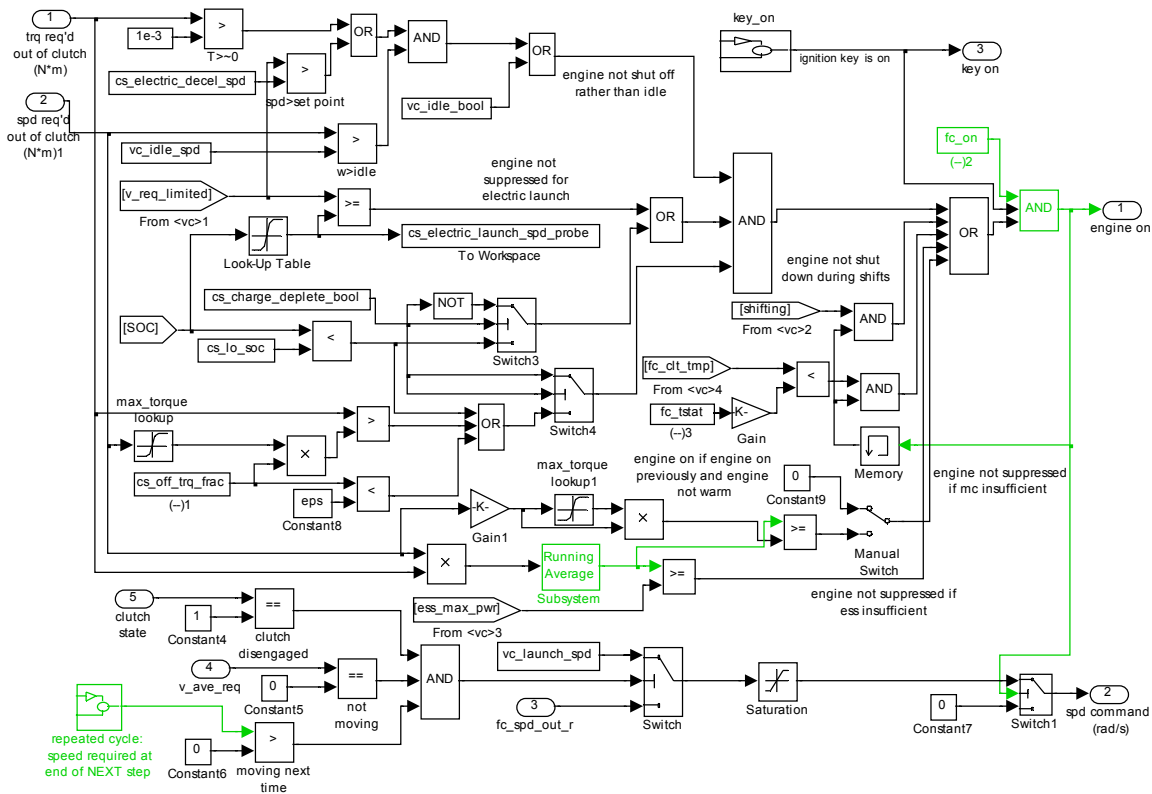 1
trq req'd
out of clutch
(N*m)
1e-3
>
T>~0
OR
AND
OR
cs_electric_decel_spd
>
spd>set point
2
spd req'd
out of clutch
(N*m)1
vc_idle_bool
engine not shut off
rather than idle
vc_idle_spd
>
w>idle
key_on
ignition key is on
3
key on
fc_on
(--)2
AND
1
engine on
[v_req_limited]
From <vc>1
>=
engine not
suppressed for
electric launch
OR
AND
OR
Look-Up Table
cs_electric_launch_spd_probe
To Workspace
engine not shut
down during shifts
cs_charge_deplete_bool
NOT
Switch3
[shifting]
From <vc>2
AND
[SOC]
cs_lo_soc
<
[fc_clt_tmp]
From <vc>4
<
AND
fc_tstat
(--)3
-K-
Gain
Switch4
max_torque
lookup
×
>
OR
cs_off_trq_frac
(--)1
eps
Constant8
<
Memory
engine on if engine on
previously and engine
not warm
engine not suppressed
if mc insufficient
0
Constant9
-K-
Gain1
max_torque
lookup1
×
>=
Manual
Switch
×
Running
Average
Subsystem
>=
engine not suppressed if
ess insufficient
[ess_max_pwr]
From <vc>3
5
clutch
state
1
Constant4
==
clutch
disengaged
4
v_ave_req
0
Constant5
==
not
moving
AND
vc_launch_spd
3
fc_spd_out_r
Switch
Saturation
0
Constant7
Switch1
2
spd command
(rad/s)
repeated cycle:
speed required at
end of NEXT step
0
Constant6
>
moving next
time